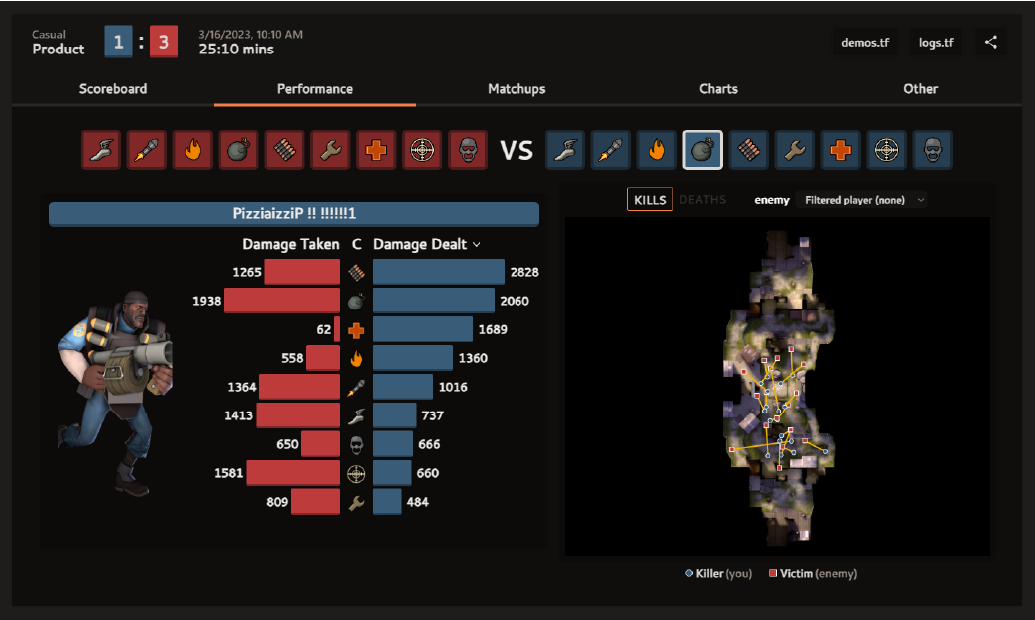 Casual
Product
1 : 3
3/16/2023, 10:10 AM
25:10 mins
demos.tf
logs.tf
Scoreboard
Performance
Matchups
Charts
Other
VS
PizziaizziP !! !!!!!!1
Damage Taken C Damage Dealt
1265 2828
1938 2060
62 1689
558 1360
1364 1016
1413 737
650 666
1581 660
809 484
KILLS DEATHS enemy Filtered player (none)
Killer (you) Victim (enemy)